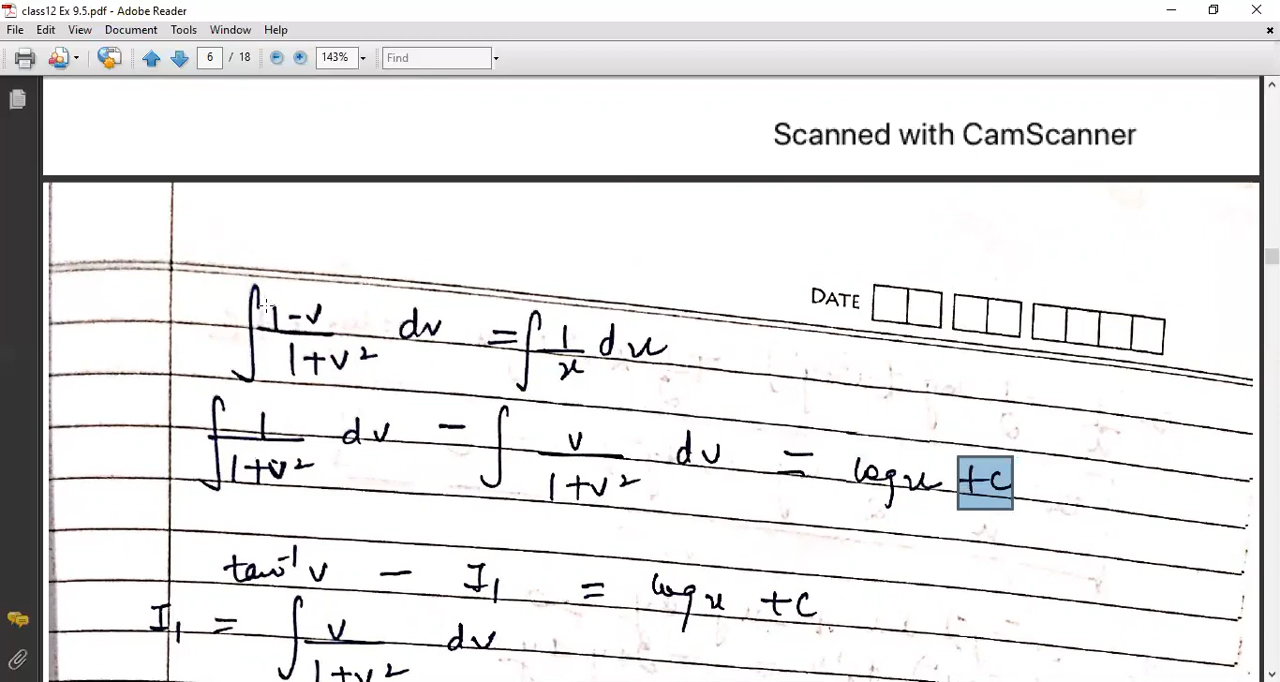 class12 Ex 9.5.pdf - Adobe Reader
File Edit View Document Tools Window Help
6 / 18 143% Find
Scanned with CamScanner
DATE
∫ (1-v)/(1+v²) dv = ∫ 1/x dx
∫ 1/(1+v²) dv - ∫ v/(1+v²) dv = log x +c
tan⁻¹ v - I₁ = log x +c
I₁ = ∫ v/(1+v²) dv